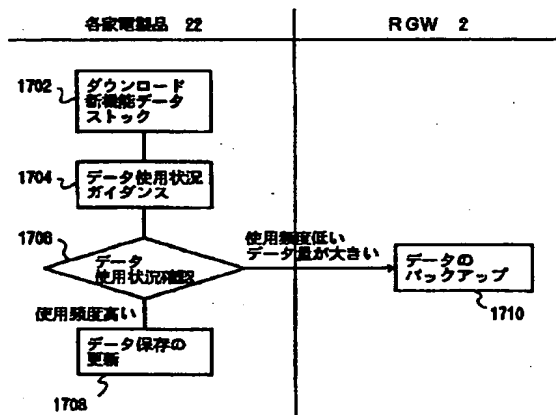 各家電製品 22
RGW 2
1702
ダウンロード
新機能データ
ストック
1704
データ使用状況
ガイダンス
1706
データ
使用状況確認
使用頻度低い
データ量が大きい
データの
バックアップ
1710
使用頻度高い
データ保存の
更新
1708